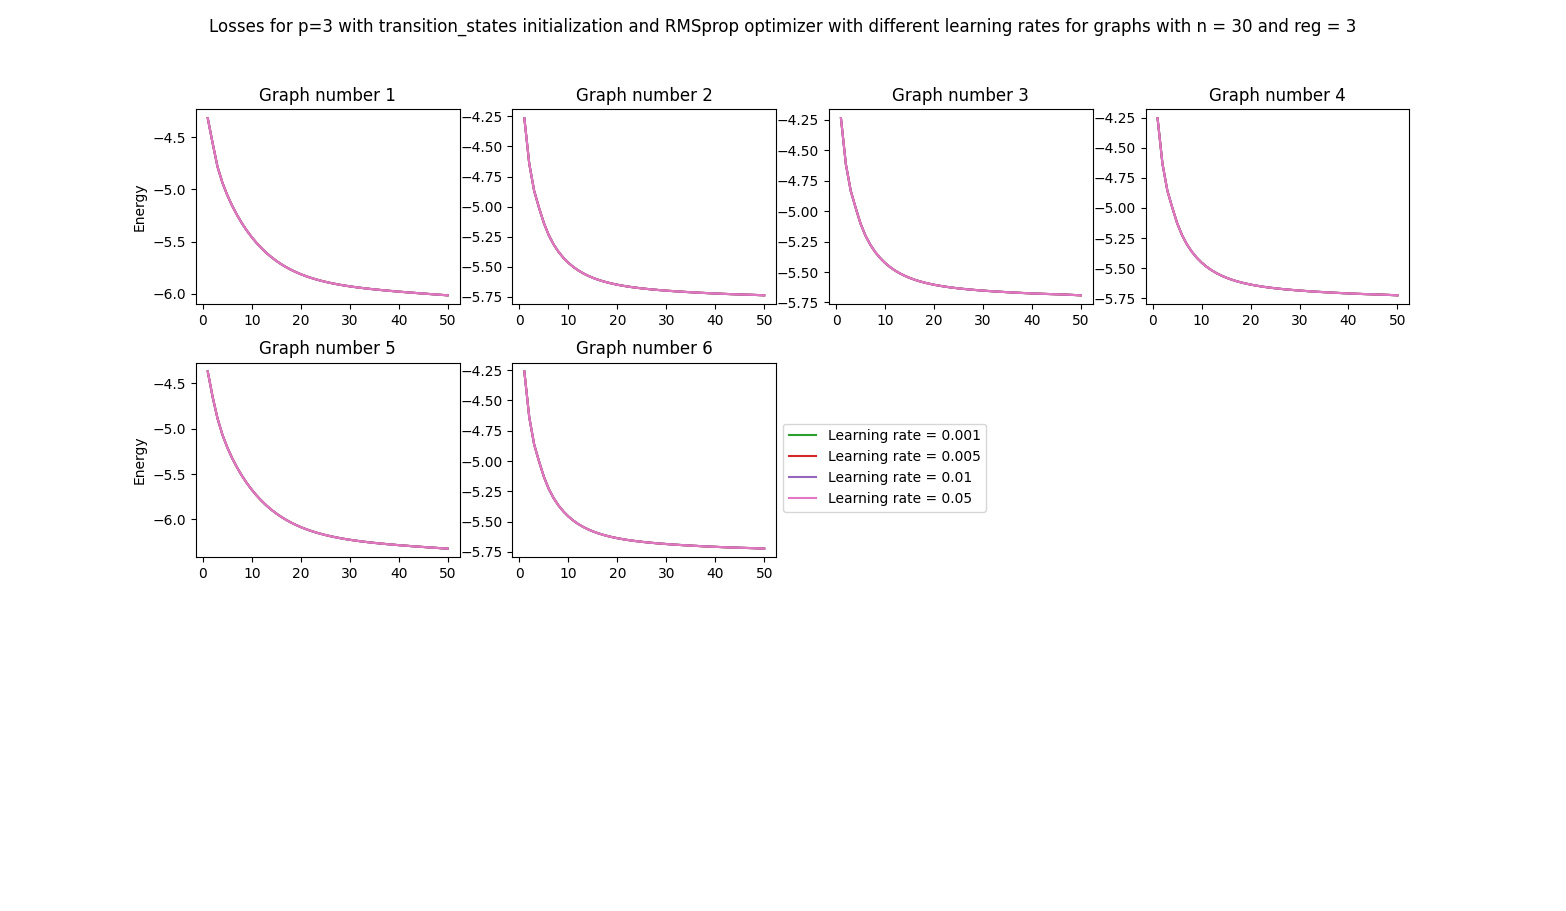 Losses for p=3 with transition_states initialization and RMSprop optimizer with different learning rates for graphs with n = 30 and reg = 3
Graph number 1
Graph number 2
Graph number 3
Graph number 4
Energy
−4.5
−5.0
−5.5
−6.0
0 10 20 30 40 50
−4.25
−4.50
−4.75
−5.00
−5.25
−5.50
−5.75
0 10 20 30 40 50
−4.25
−4.50
−4.75
−5.00
−5.25
−5.50
−5.75
0 10 20 30 40 50
−4.25
−4.50
−4.75
−5.00
−5.25
−5.50
−5.75
0 10 20 30 40 50
Graph number 5
Graph number 6
Energy
−4.5
−5.0
−5.5
−6.0
0 10 20 30 40 50
−4.25
−4.50
−4.75
−5.00
−5.25
−5.50
−5.75
0 10 20 30 40 50
Learning rate = 0.001
Learning rate = 0.005
Learning rate = 0.01
Learning rate = 0.05